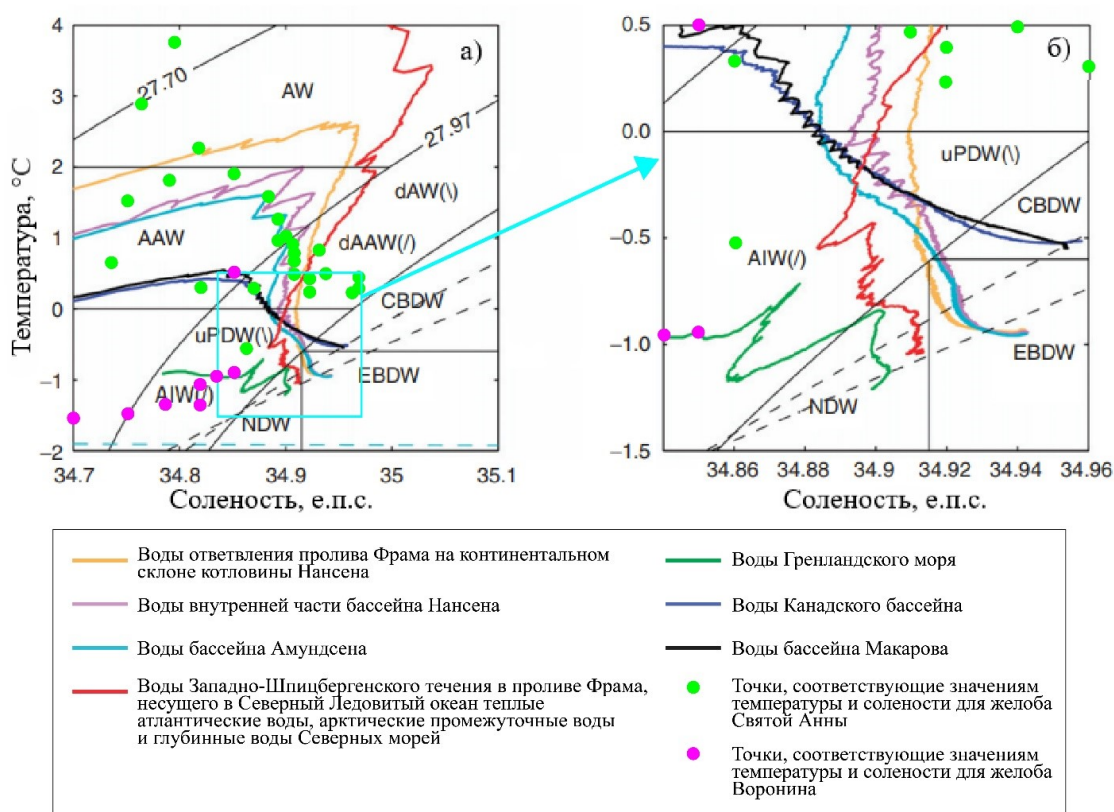 а)
27.70
AW
27.97
dAW(\)
AAW
dAAW(/)
CBDW
uPDW(\)
EBDW
AIW(/)
NDW
4
3
2
1
0
−1
−2
34.7
34.8
34.9
35
35.1
Температура, °С
Соленость, е.п.с.
б)
uPDW(\)
CBDW
AIW(/)
EBDW
NDW
0.5
0.0
−0.5
−1.0
−1.5
34.86
34.88
34.9
34.92
34.94
34.96
Соленость, е.п.с.
Воды ответвления пролива Фрама на континентальном
склоне котловины Нансена
Воды внутренней части бассейна Нансена
Воды бассейна Амундсена
Воды Западно-Шпицбергенского течения в проливе Фрама,
несущего в Северный Ледовитый океан теплые
атлантические воды, арктические промежуточные воды
и глубинные воды Северных морей
Воды Гренландского моря
Воды Канадского бассейна
Воды бассейна Макарова
Точки, соответствующие значениям
температуры и солености для желоба
Святой Анны
Точки, соответствующие значениям
температуры и солености для желоба
Воронина